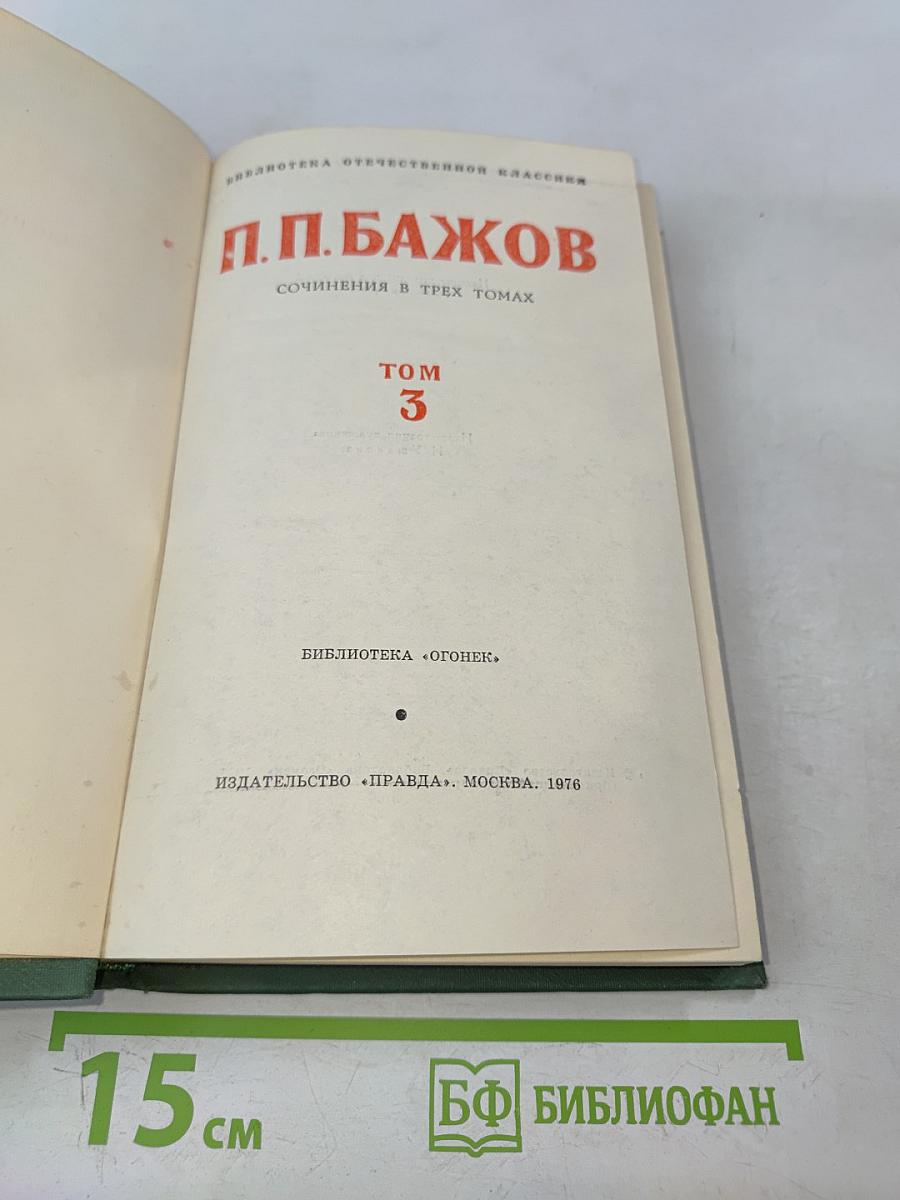 БИБЛИОТЕКА ОТЕЧЕСТВЕННОЙ КЛАССИКИ
П. П. БАЖОВ
СОЧИНЕНИЯ В ТРЕХ ТОМАХ
ТОМ
3
БИБЛИОТЕКА «ОГОНЕК»
ИЗДАТЕЛЬСТВО «ПРАВДА». МОСКВА. 1976
15 см
БФ БИБЛИОФАН